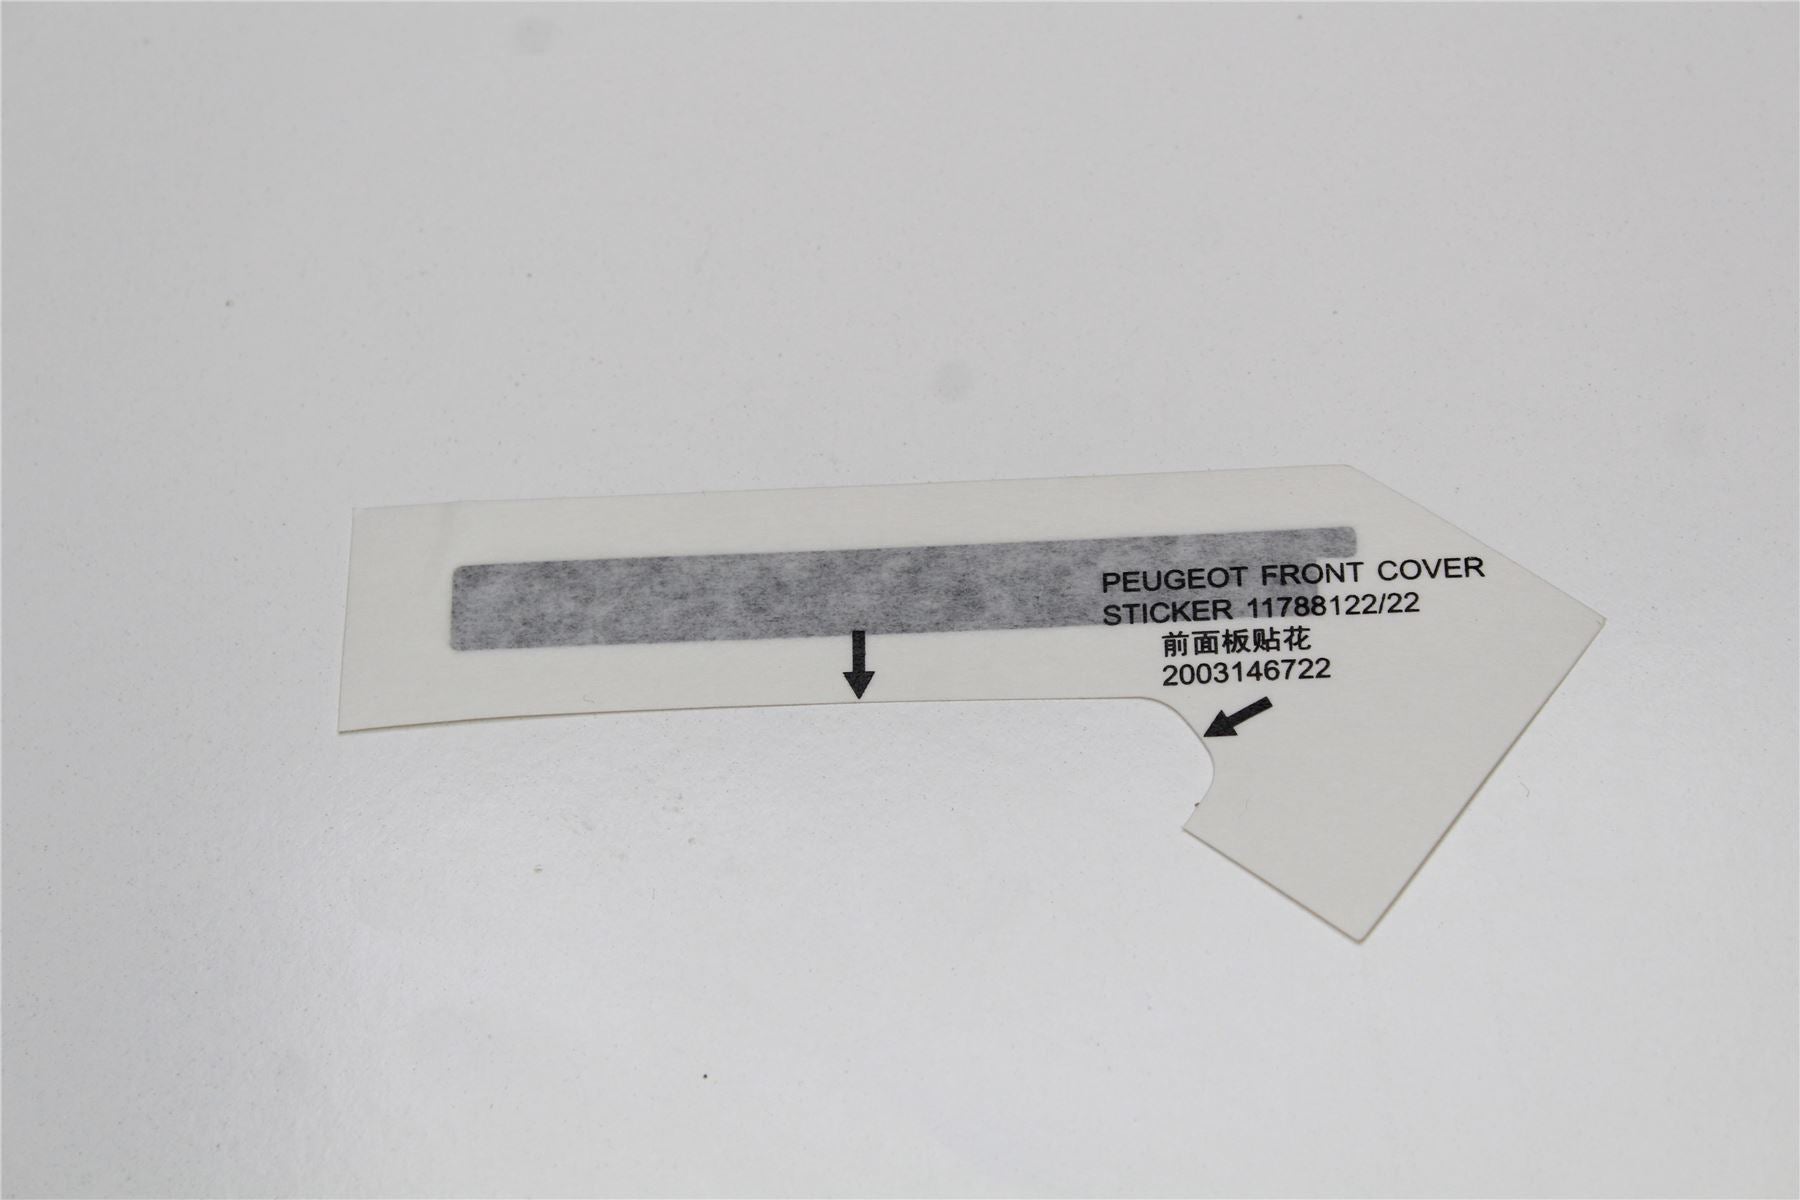 PEUGEOT FRONT COVER
STICKER 11788122/22
前面板贴花
2003146722